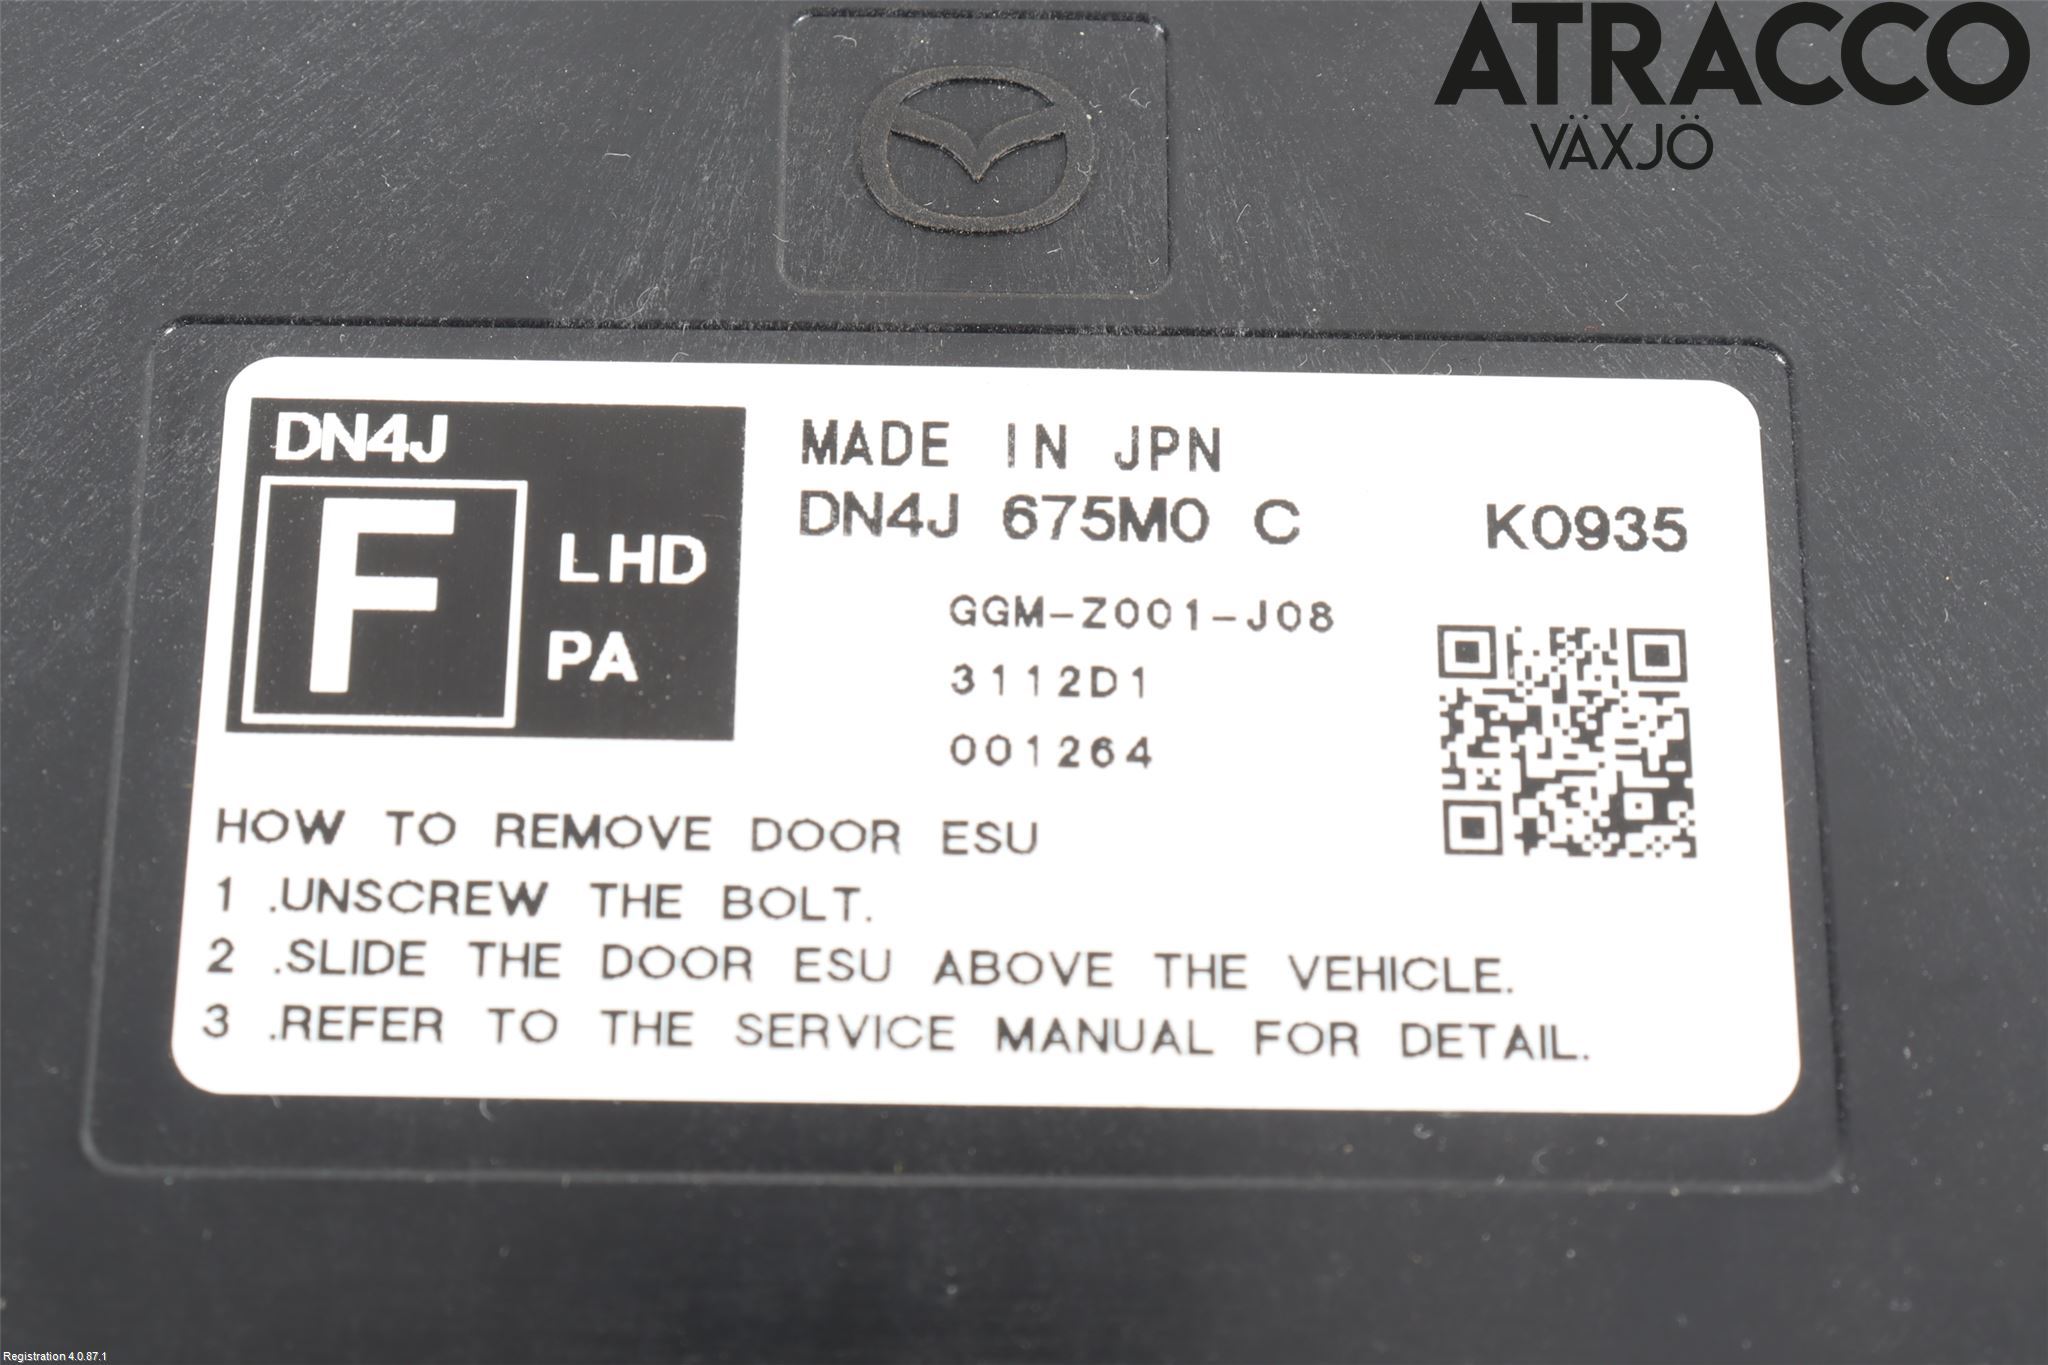 ATRACCO
VÄXJÖ
DN4J
F
LHD
PA
MADE IN JPN
DN4J 675M0 C K0935
GGM-Z001-J08
3112D1
001264
HOW TO REMOVE DOOR ESU
1 .UNSCREW THE BOLT.
2 .SLIDE THE DOOR ESU ABOVE THE VEHICLE.
3 .REFER TO THE SERVICE MANUAL FOR DETAIL.
Registration 4.0.87.1